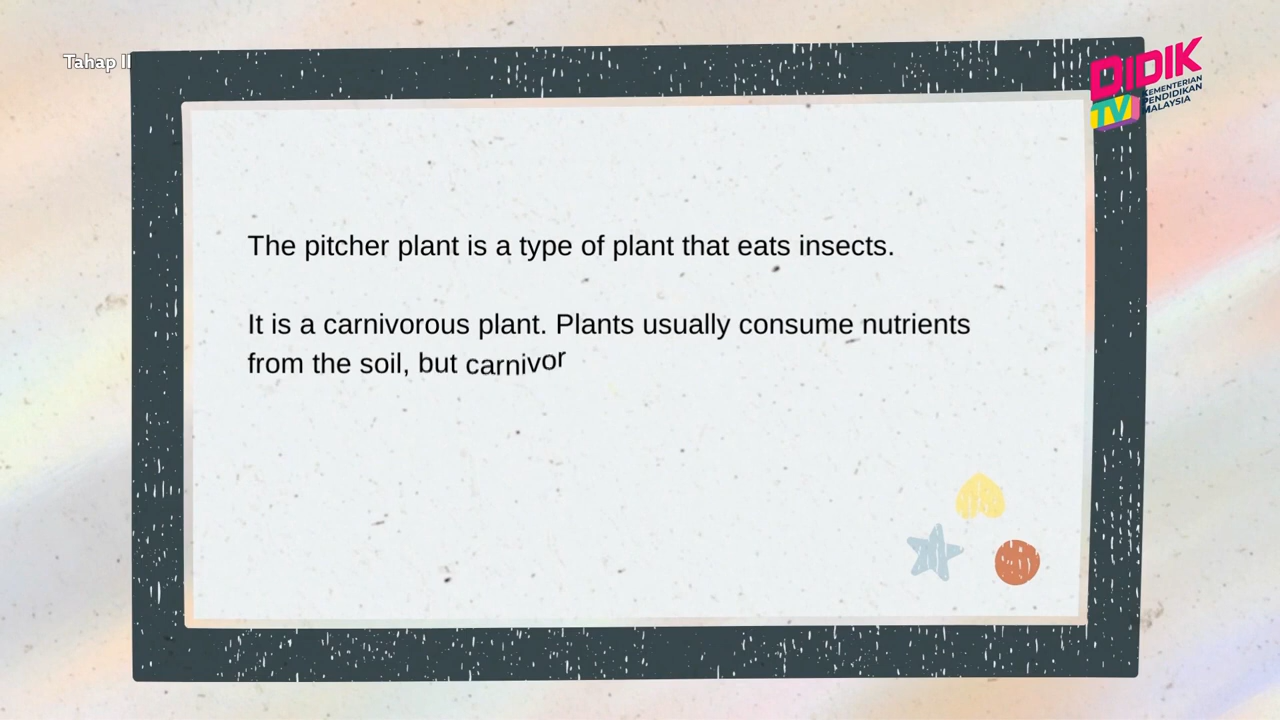 Tahap II
DIDIK
TV
KEMENTERIAN
PENDIDIKAN
MALAYSIA
The pitcher plant is a type of plant that eats insects.
It is a carnivorous plant. Plants usually consume nutrients
from the soil, but carnivor